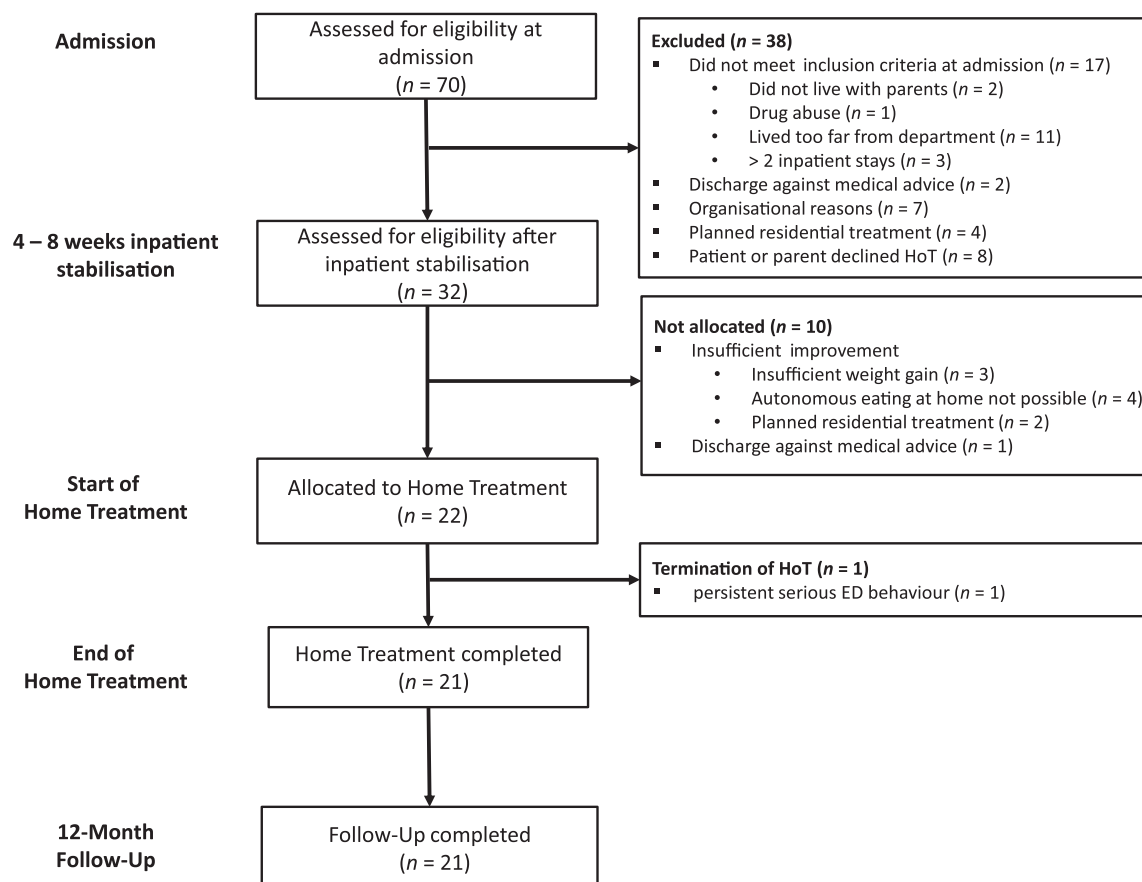 Admission
Assessed for eligibility at
admission
(n = 70)
Excluded (n = 38)
▪ Did not meet inclusion criteria at admission (n = 17)
• Did not live with parents (n = 2)
• Drug abuse (n = 1)
• Lived too far from department (n = 11)
• > 2 inpatient stays (n = 3)
▪ Discharge against medical advice (n = 2)
▪ Organisational reasons (n = 7)
▪ Planned residential treatment (n = 4)
▪ Patient or parent declined HoT (n = 8)
4 – 8 weeks inpatient
stabilisation
Assessed for eligibility after
inpatient stabilisation
(n = 32)
Not allocated (n = 10)
▪ Insufficient improvement
• Insufficient weight gain (n = 3)
• Autonomous eating at home not possible (n = 4)
• Planned residential treatment (n = 2)
▪ Discharge against medical advice (n = 1)
Start of
Home Treatment
Allocated to Home Treatment
(n = 22)
Termination of HoT (n = 1)
▪ persistent serious ED behaviour (n = 1)
End of
Home Treatment
Home Treatment completed
(n = 21)
12-Month
Follow-Up
Follow-Up completed
(n = 21)